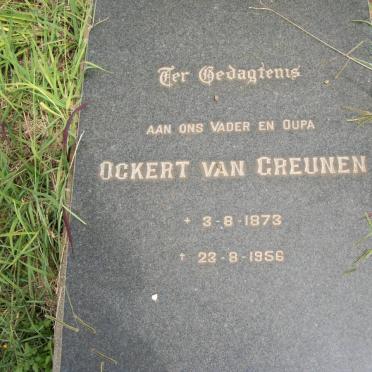 Ter Gedagtenis
AAN ONS VADER EN OUPA
OCKERT VAN GREUNEN
3-8-1873
23-8-1956